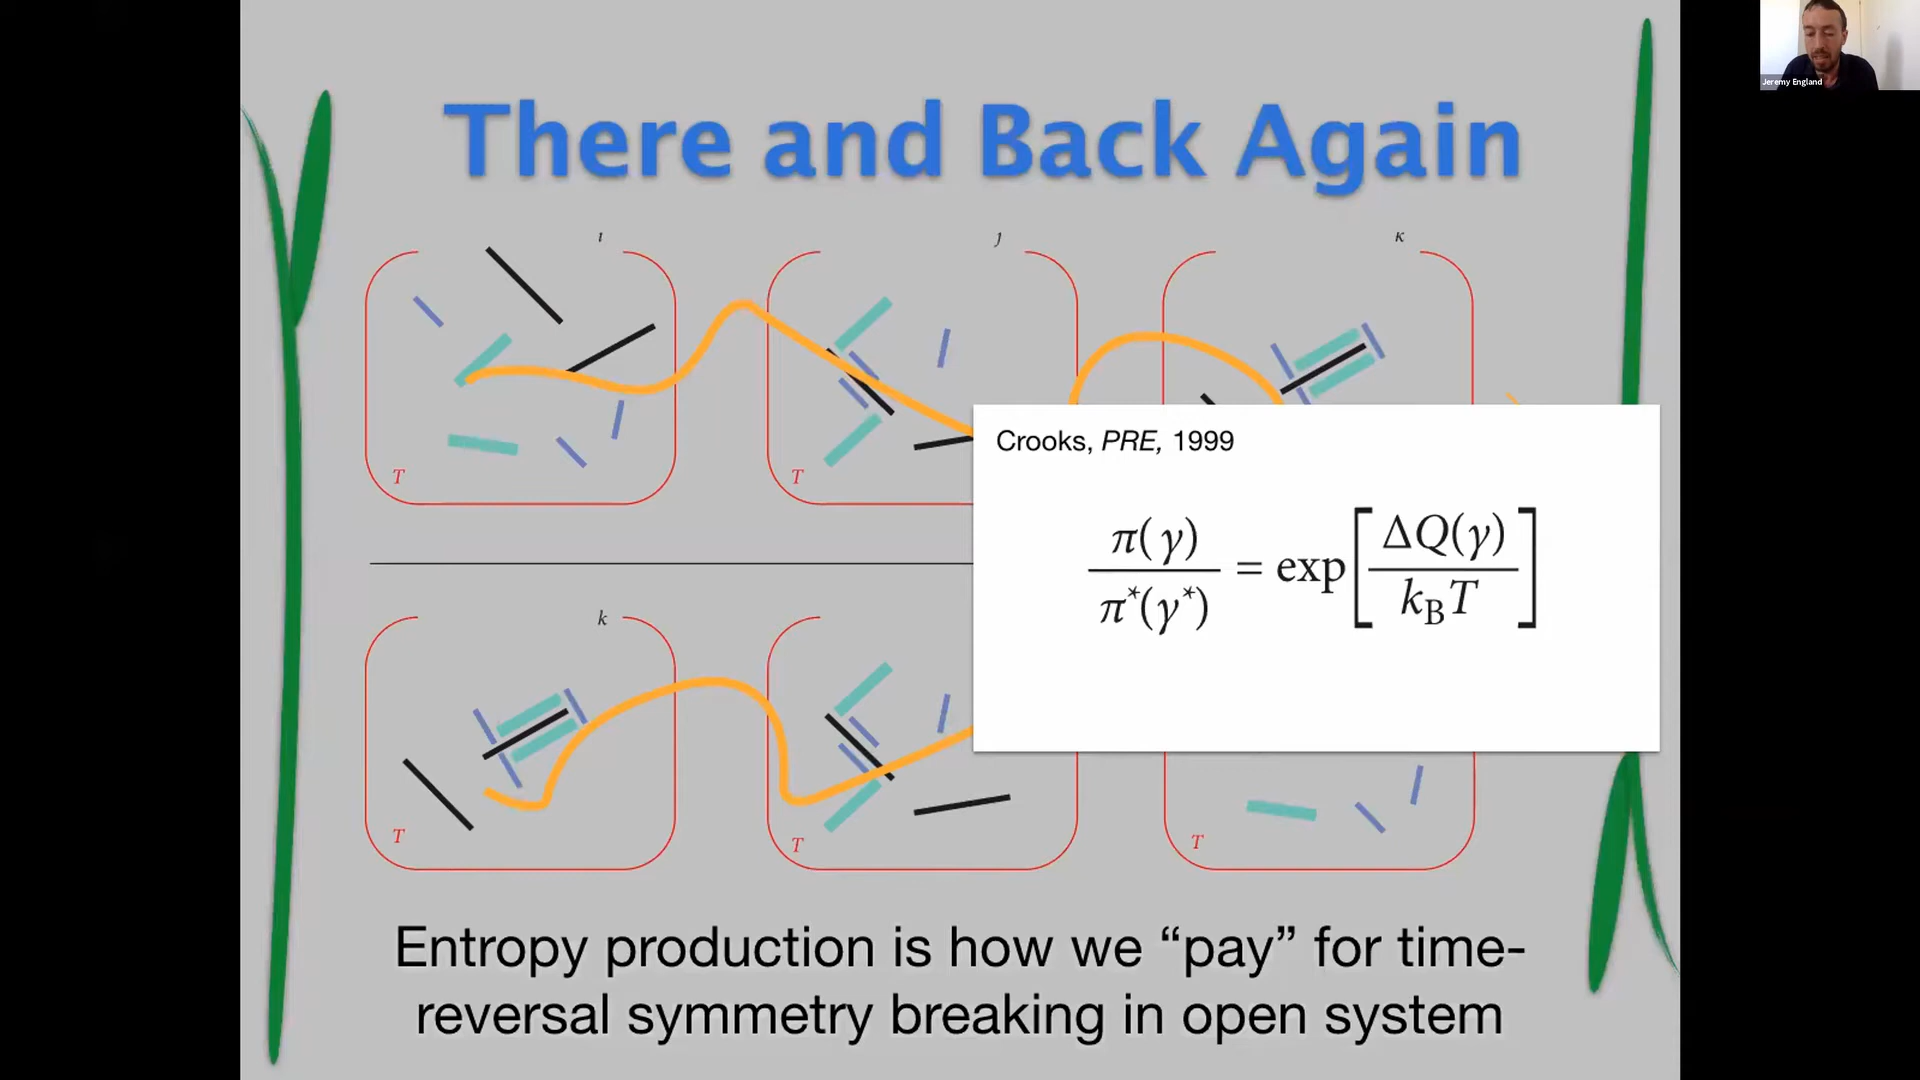 There and Back Again
ı
J
κ
T
T
Crooks, PRE, 1999
π(γ)
π*(γ*)
= exp[ΔQ(γ)
k_B T]
k
T
T
T
Entropy production is how we “pay” for time-
reversal symmetry breaking in open system
Jeremy England